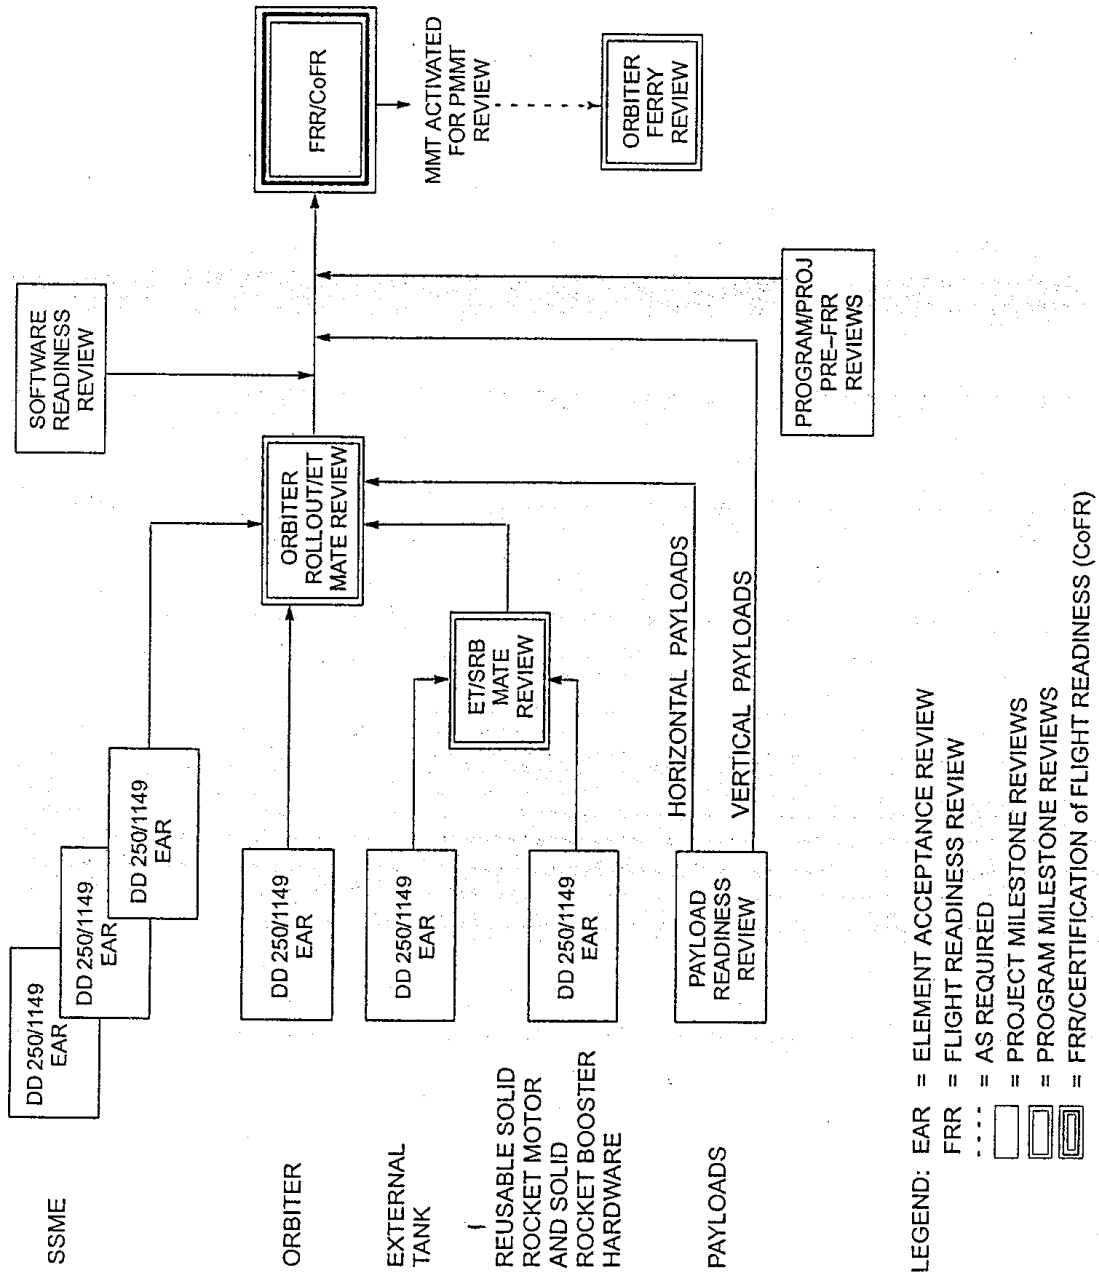 SSME
DD 250/1149
EAR
DD 250/1149
EAR
DD 250/1149
EAR
SOFTWARE
READINESS
REVIEW
ORBITER
DD 250/1149
EAR
ORBITER
ROLLOUT/ET
MATE REVIEW
FRR/CoFR
EXTERNAL
TANK
DD 250/1149
EAR
MMT ACTIVATED
FOR PMMT
REVIEW
REUSABLE SOLID
ROCKET MOTOR
AND SOLID
ROCKET BOOSTER
HARDWARE
DD 250/1149
EAR
ET/SRB
MATE
REVIEW
ORBITER
FERRY
REVIEW
PAYLOADS
PAYLOAD
READINESS
REVIEW
HORIZONTAL PAYLOADS
VERTICAL PAYLOADS
PROGRAM/PROJ
PRE–FRR
REVIEWS
LEGEND: EAR = ELEMENT ACCEPTANCE REVIEW
FRR = FLIGHT READINESS REVIEW
---- = AS REQUIRED
= PROJECT MILESTONE REVIEWS
= PROGRAM MILESTONE REVIEWS
= FRR/CERTIFICATION of FLIGHT READINESS (CoFR)